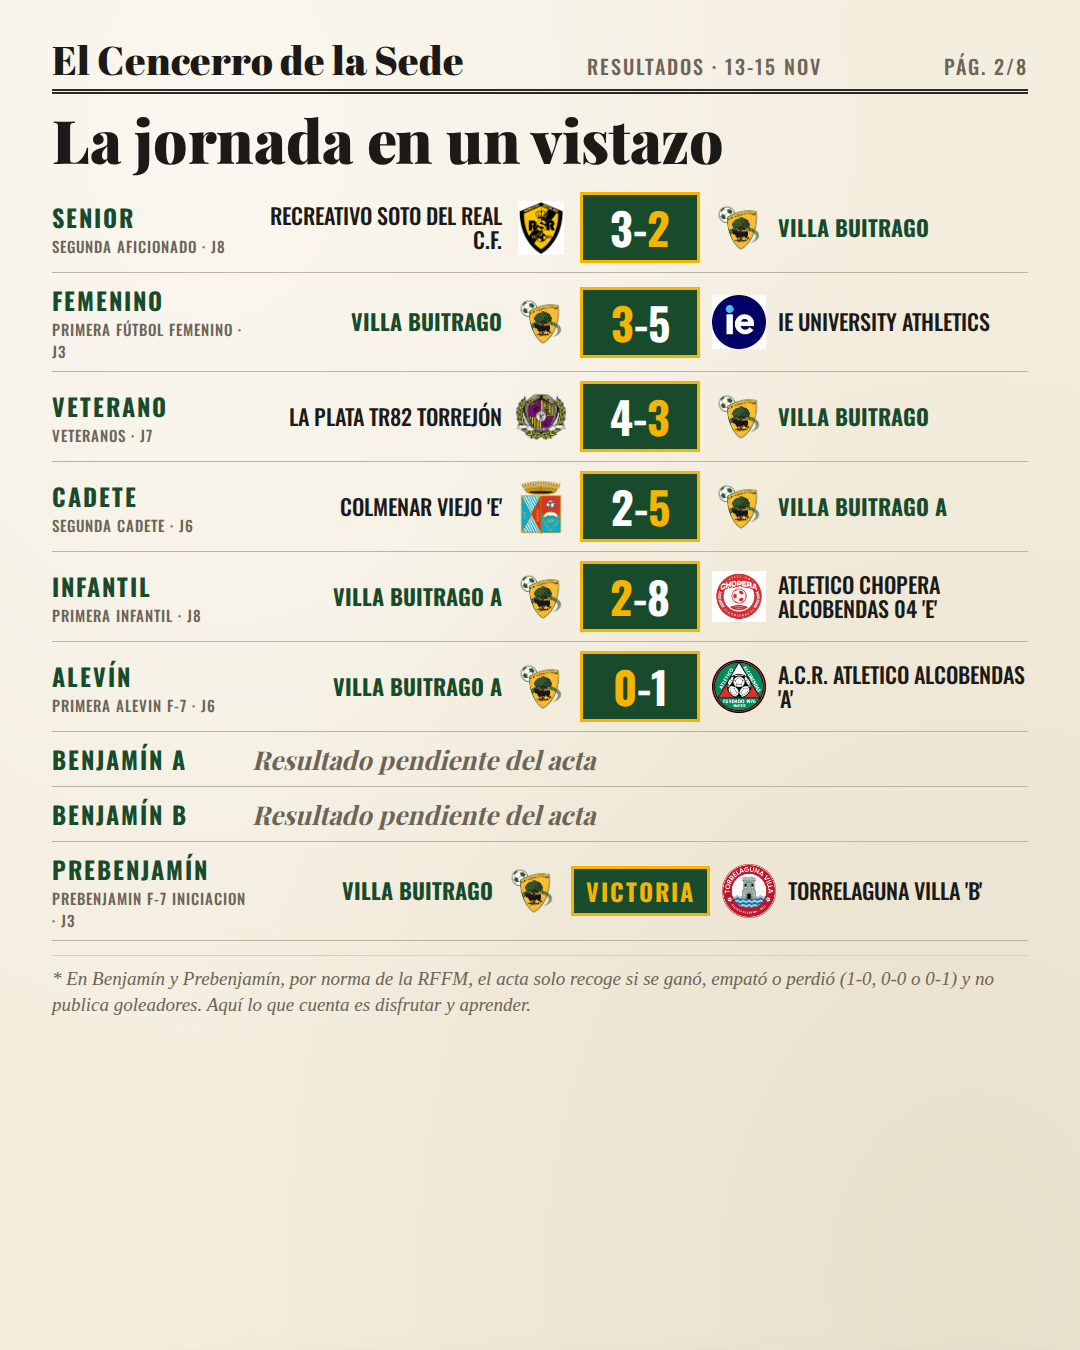 El Cencerro de la Sede
RESULTADOS · 13-15 NOV
PÁG. 2/8
La jornada en un vistazo
SENIOR
SEGUNDA AFICIONADO · J8
RECREATIVO SOTO DEL REAL
C.F.
3-2
VILLA BUITRAGO
FEMENINO
PRIMERA FÚTBOL FEMENINO ·
J3
VILLA BUITRAGO
3-5
ie
IE UNIVERSITY ATHLETICS
VETERANO
VETERANOS · J7
LA PLATA TR82 TORREJÓN
4-3
VILLA BUITRAGO
CADETE
SEGUNDA CADETE · J6
COLMENAR VIEJO 'E'
2-5
VILLA BUITRAGO A
INFANTIL
PRIMERA INFANTIL · J8
VILLA BUITRAGO A
2-8
CHOPERA
ATLETICO CHOPERA
ALCOBENDAS 04 'E'
ALEVÍN
PRIMERA ALEVIN F-7 · J6
VILLA BUITRAGO A
0-1
A.C.R. ATLETICO ALCOBENDAS
'A'
BENJAMÍN A
Resultado pendiente del acta
BENJAMÍN B
Resultado pendiente del acta
PREBENJAMÍN
PREBENJAMIN F-7 INICIACION
· J3
VILLA BUITRAGO
VICTORIA
TORRELAGUNA VILLA
TORRELAGUNA VILLA 'B'
* En Benjamín y Prebenjamín, por norma de la RFFM, el acta solo recoge si se ganó, empató o perdió (1-0, 0-0 o 0-1) y no
publica goleadores. Aquí lo que cuenta es disfrutar y aprender.